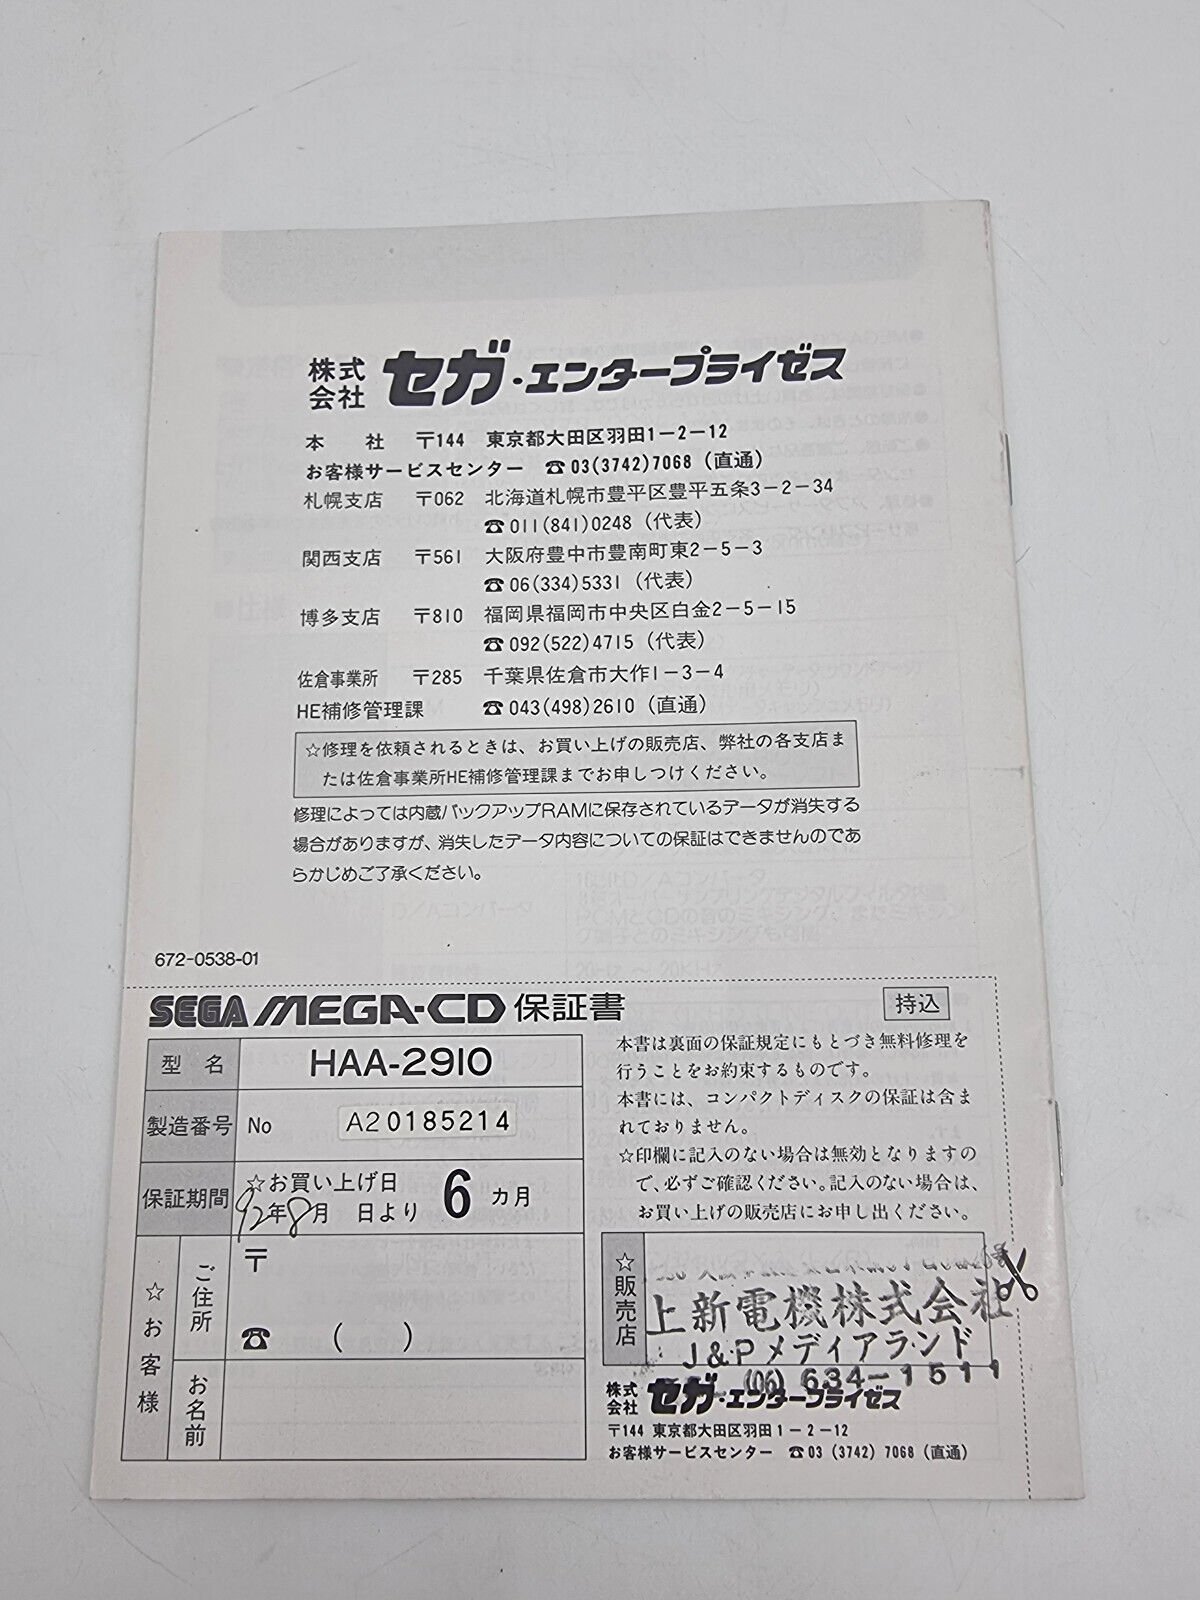 株式会社 セガ・エンタープライゼス
本 社 〒144 東京都大田区羽田1-2-12
お客様サービスセンター ☎03(3742)7068(直通)
札幌支店 〒062 北海道札幌市豊平区豊平五条3-2-34
☎011(841)0248(代表)
関西支店 〒561 大阪府豊中市豊南町東2-5-3
☎06(334)5331(代表)
博多支店 〒810 福岡県福岡市中央区白金2-5-15
☎092(522)4715(代表)
佐倉事業所 〒285 千葉県佐倉市大作1-3-4
HE補修管理課 ☎043(498)2610(直通)
☆修理を依頼されるときは、お買い上げの販売店、弊社の各支店ま
たは佐倉事業所HE補修管理課までお申しつけください。
修理によっては内蔵バックアップRAMに保存されているデータが消失する
場合がありますが、消失したデータ内容についての保証はできませんのであ
らかじめご了承ください。
672-0538-01
SEGA MEGA-CD 保証書 持込
型 名 HAA-2910
製造番号 No A20185214
保証期間 ☆お買い上げ日
92年8月 日より 6 カ月
☆お客様
ご住所 〒
☎ ( )
お名前
本書は裏面の保証規定にもとづき無料修理を
行うことをお約束するものです。
本書には、コンパクトディスクの保証は含ま
れておりません。
☆印欄に記入のない場合は無効となりますの
で、必ずご確認ください。記入のない場合は、
お買い上げの販売店にお申し出ください。
☆販売店
上新電機株式会社
J&Pメディアランド
(06) 634-1511
株式会社 セガ・エンタープライゼス
〒144 東京都大田区羽田1-2-12
お客様サービスセンター ☎03(3742)7068(直通)